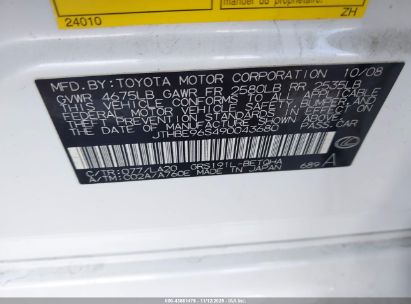 24010 ZH
MFD.BY:TOYOTA MOTOR CORPORATION 10/08
GVWR 4675LB GAWR FR 2580LB RR 2535LB
THIS VEHICLE CONFORMS TO ALL APPLICABLE
FEDERAL MOTOR VEHICLE SAFETY, BUMPER, AND
THEFT PREVENTION STANDARDS IN EFFECT ON
THE DATE OF MANUFACTURE SHOWN ABOVE.
JTHBE96S490043680 PASS.CAR
C/TR:077/LA20 GRS191L-BETQHA
A/TM:C02A/A760E MADE IN JAPAN 689 A